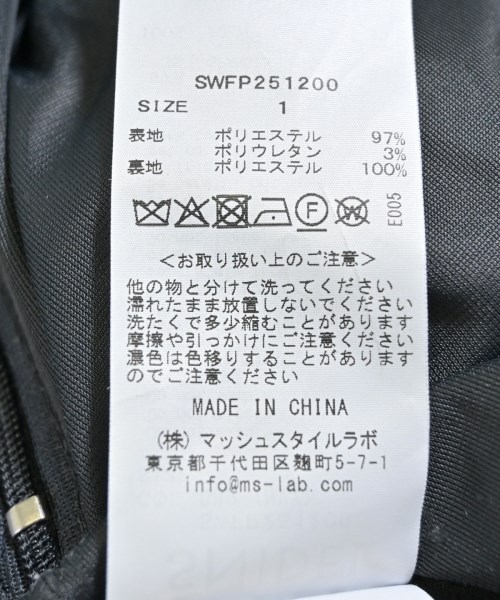 SWFP251200
SIZE 1
表地 ポリエステル 97%
ポリウレタン 3%
裏地 ポリエステル 100%
F W
E005
<お取り扱い上のご注意>
他の物と分けて洗ってください
濡れたまま放置しないでください
洗たくで多少縮むことがあります
摩擦や引っかけにご注意ください
濃色は色移りすることがあります
のでご注意ください
MADE IN CHINA
(株) マッシュスタイルラボ
東京都千代田区麹町5-7-1
info@ms-lab.com